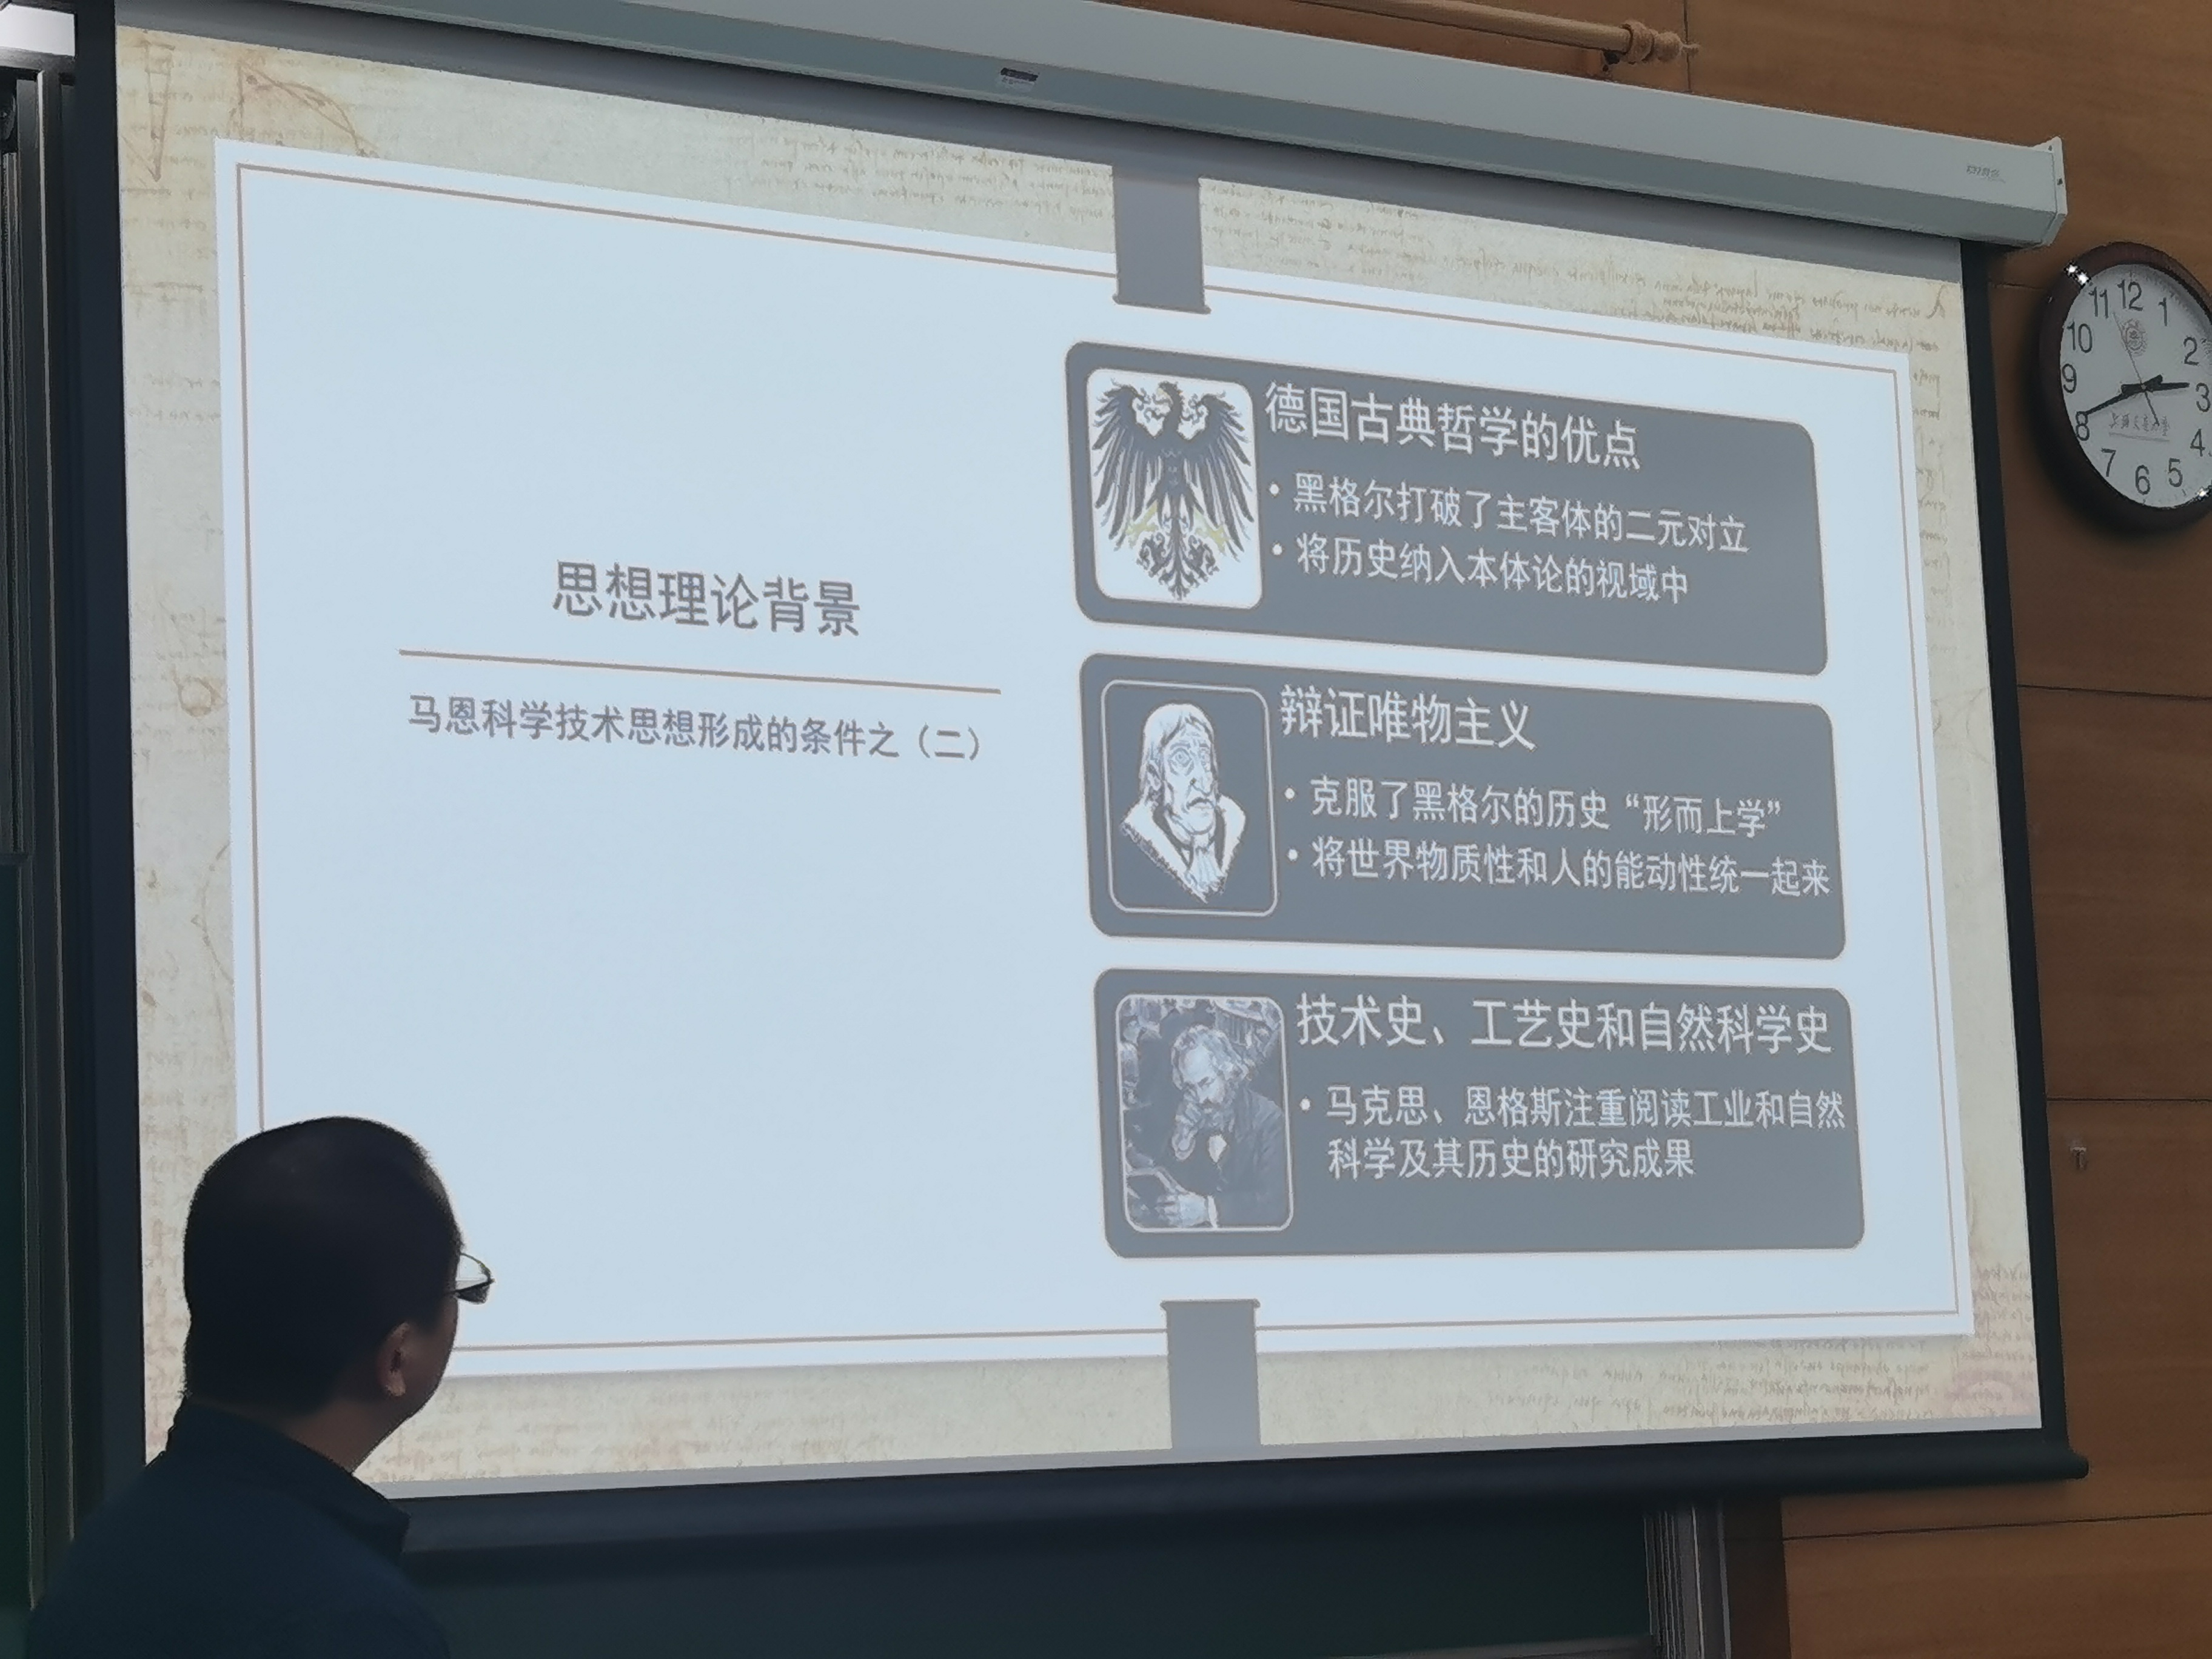 思想理论背景
马恩科学技术思想形成的条件之（二）
德国古典哲学的优点
• 黑格尔打破了主客体的二元对立
• 将历史纳入本体论的视域中
辩证唯物主义
• 克服了黑格尔的历史“形而上学”
• 将世界物质性和人的能动性统一起来
技术史、工艺史和自然科学史
• 马克思、恩格斯注重阅读工业和自然
科学及其历史的研究成果
12
1
2
3
4
5
6
7
8
9
10
11